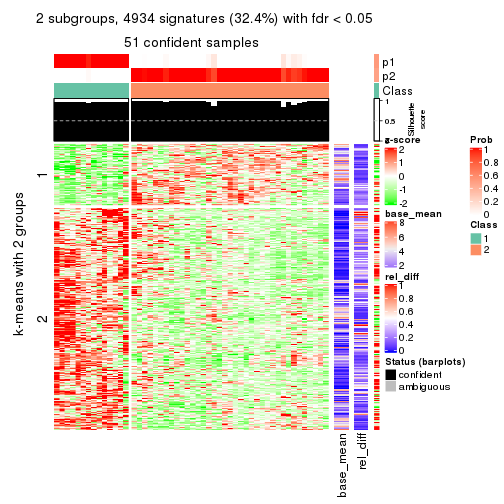 2 subgroups, 4934 signatures (32.4%) with fdr < 0.05
51 confident samples
p1
p2
Class
1
0.5
0
Silhouette
score
k-means with 2 groups
1
2
base_mean
rel_diff
z-score
2
1
0
-1
-2
base_mean
8
6
4
2
rel_diff
1
0.8
0.6
0.4
0.2
0
Status (barplots)
confident
ambiguous
Prob
1
0.8
0.6
0.4
0.2
0
Class
1
2